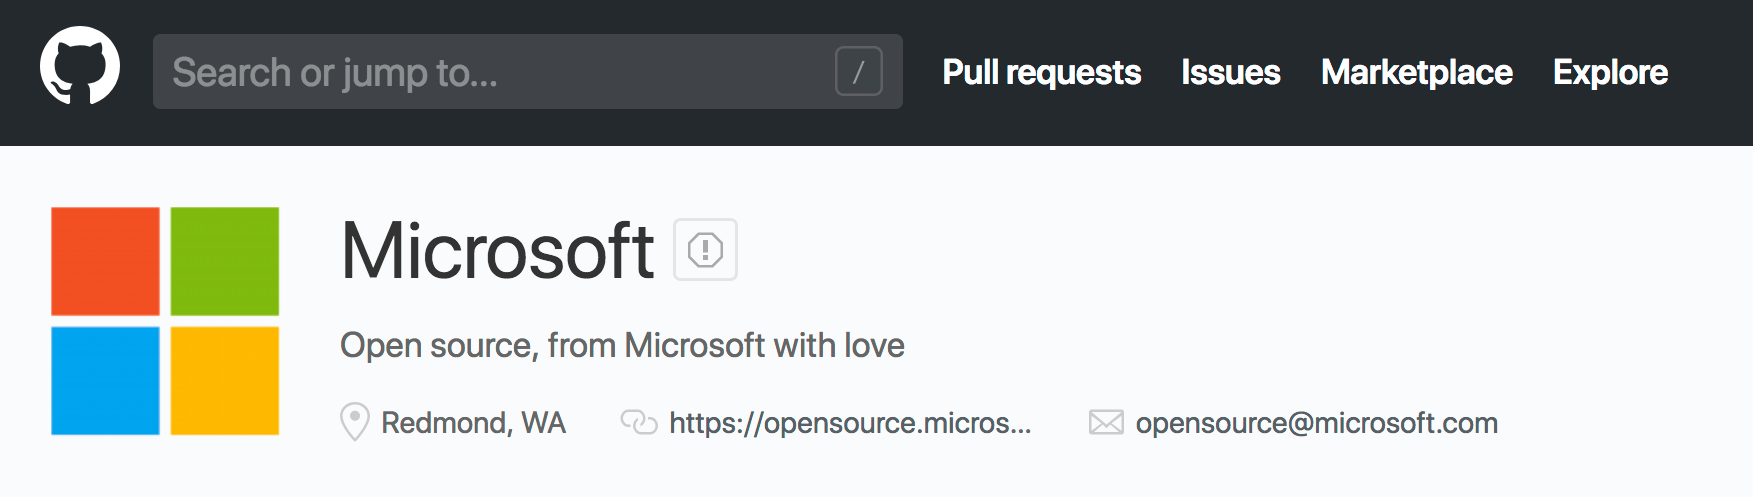 Search or jump to... / Pull requests Issues Marketplace Explore
Microsoft
Open source, from Microsoft with love
Redmond, WA https://opensource.micros... opensource@microsoft.com